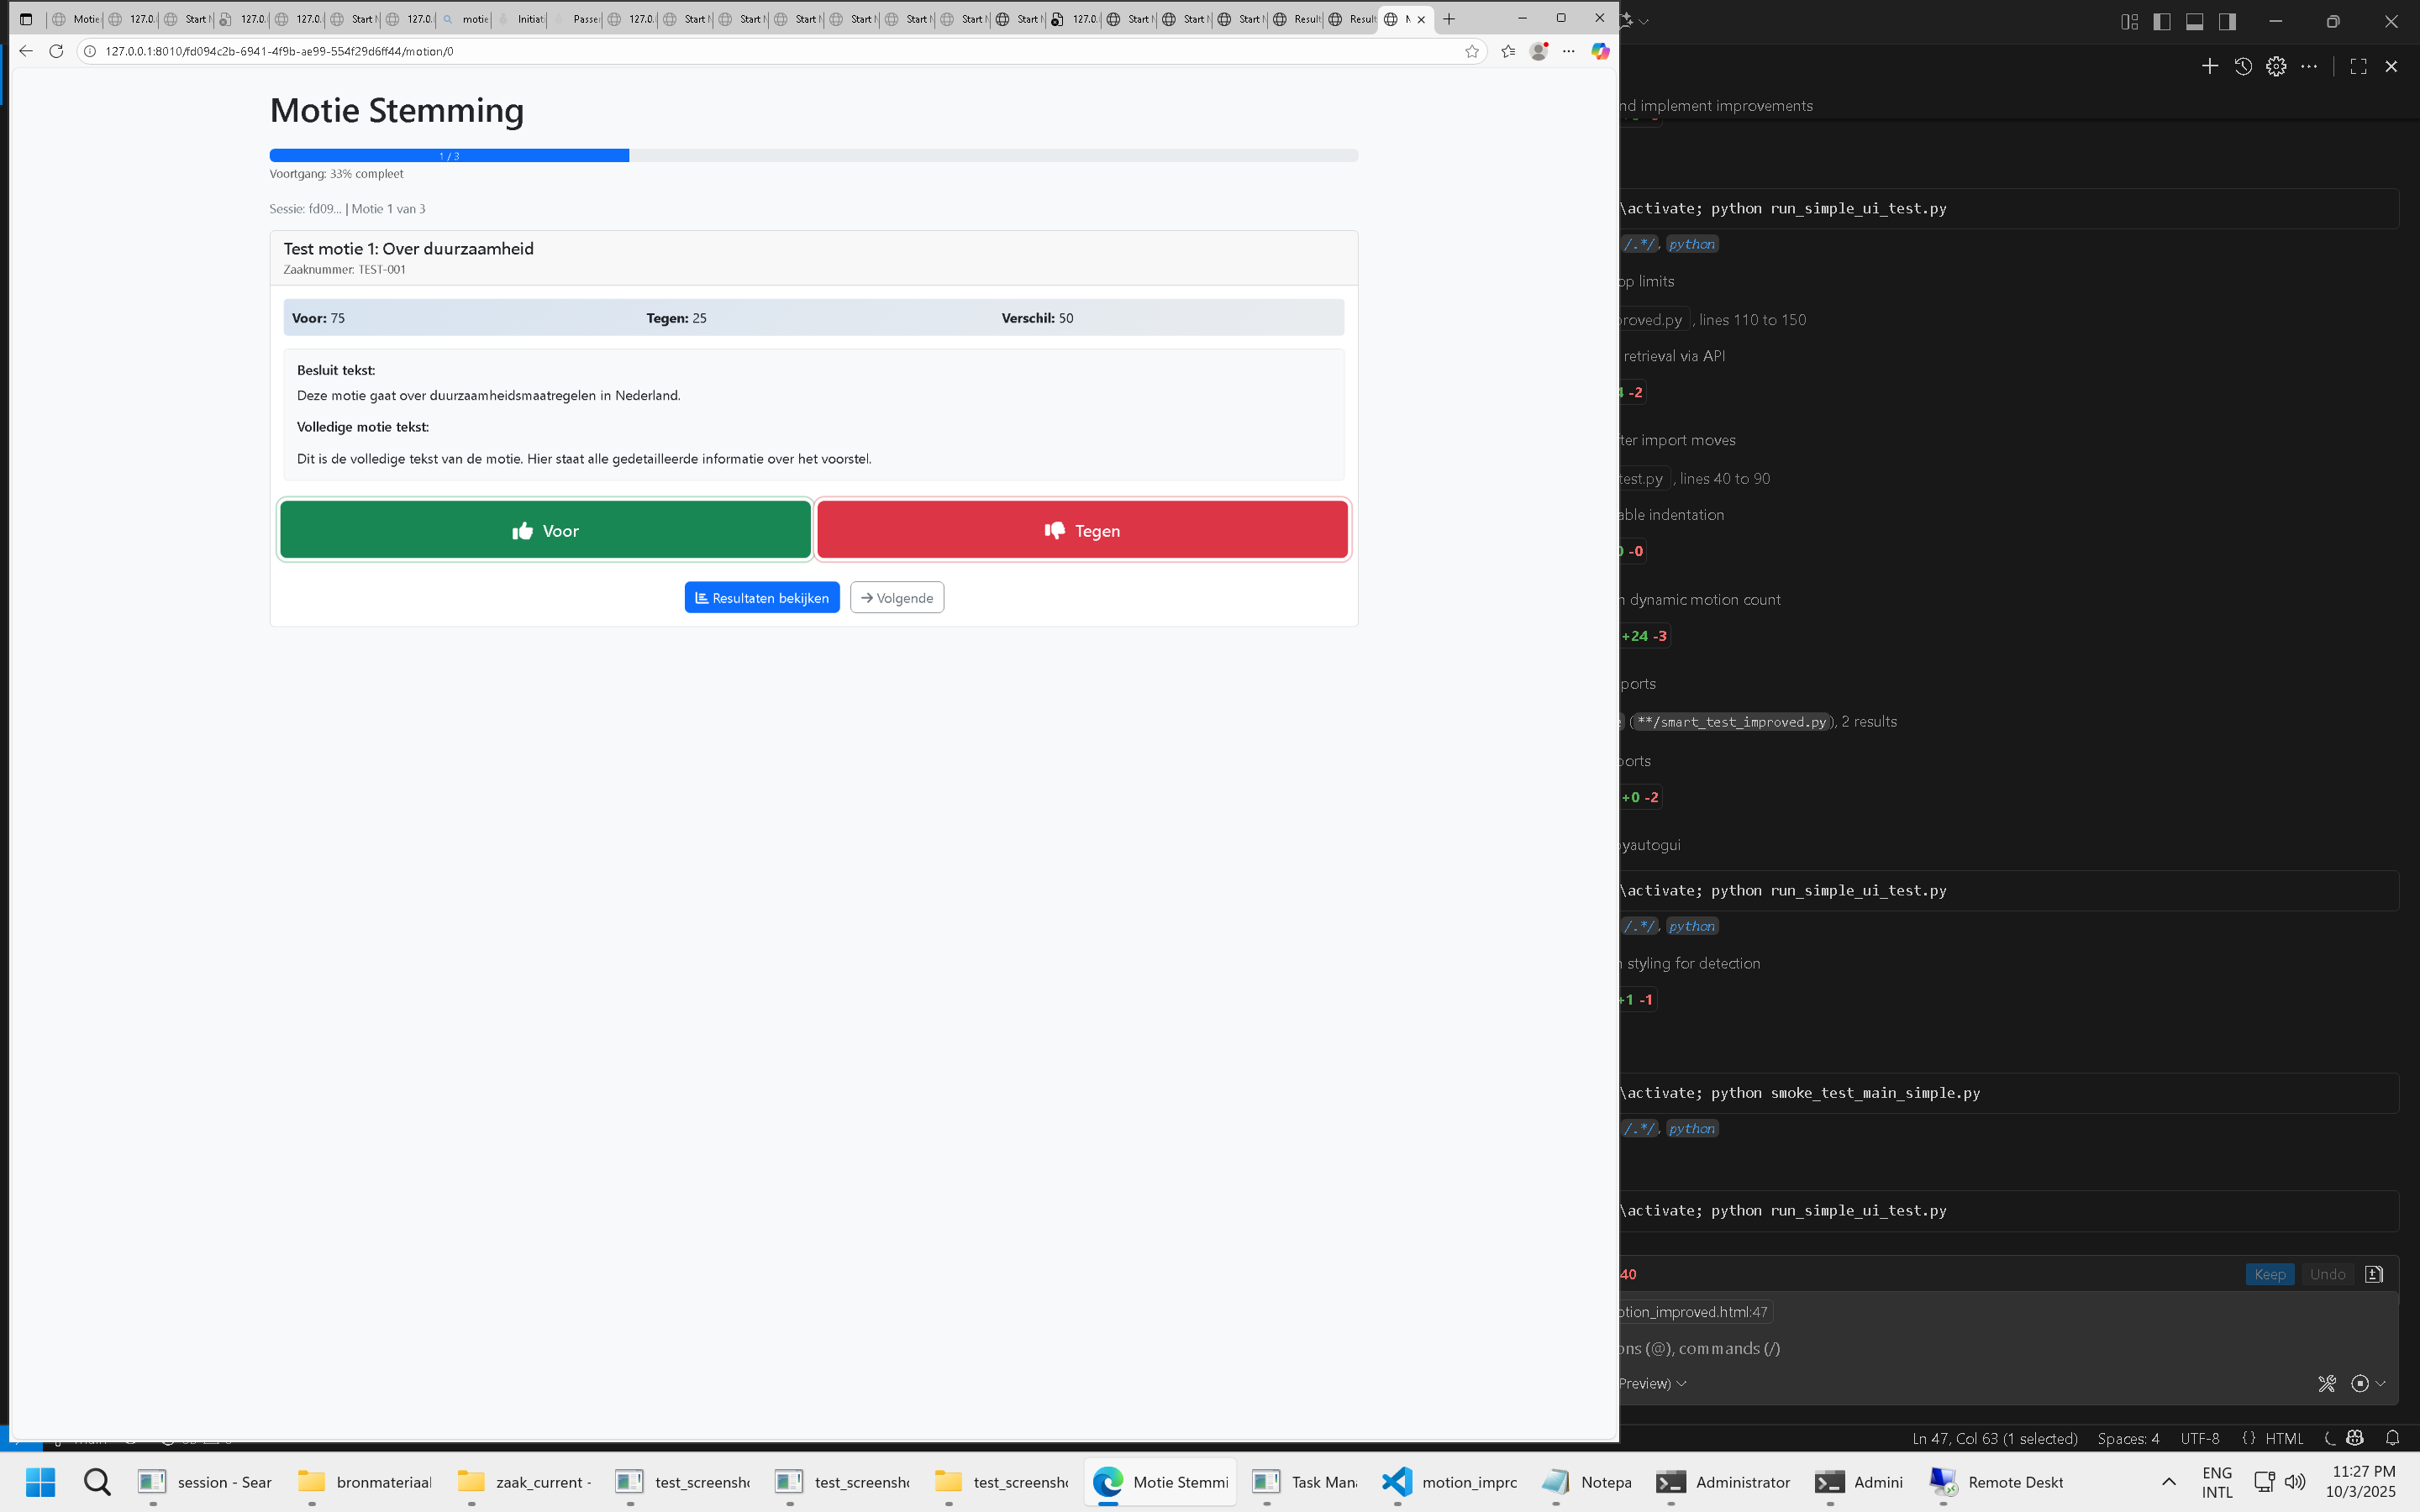 Motie
127.0.
Start
127.0.
127.0.
Start
127.0.
motie
Initiat
Passe
127.0.
Start
Start
Start
Start
Start
Start
Start
127.0.
Start
Start
Start
Result
Result
127.0.0.1:8010/fd094c2b-6941-4f9b-ae99-554f29d6ff44/motion/0
Motie Stemming
1 / 3
Voortgang: 33% compleet
Sessie: fd09... | Motie 1 van 3
Test motie 1: Over duurzaamheid
Zaaknummer: TEST-001
Voor: 75 Tegen: 25 Verschil: 50
Besluit tekst:
Deze motie gaat over duurzaamheidsmaatregelen in Nederland.
Volledige motie tekst:
Dit is de volledige tekst van de motie. Hier staat alle gedetailleerde informatie over het voorstel.
Voor
Tegen
Resultaten bekijken
Volgende
nd implement improvements
\activate; python run_simple_ui_test.py
/.*/, python
op limits
proved.py , lines 110 to 150
retrieval via API
4 -2
fter import moves
test.py , lines 40 to 90
able indentation
0 -0
n dynamic motion count
+24 -3
ports
(**/smart_test_improved.py), 2 results
ports
+0 -2
pyautogui
\activate; python run_simple_ui_test.py
/.*/, python
n styling for detection
+1 -1
\activate; python smoke_test_main_simple.py
/.*/, python
\activate; python run_simple_ui_test.py
40
Keep Undo
otion_improved.html:47
ons (@), commands (/)
Preview)
Ln 47, Col 63 (1 selected) Spaces: 4 UTF-8 {} HTML
session - Sear
bronmateriaal
zaak_current -
test_screensho
test_screensho
test_screensho
Motie Stemmi
Task Mana
motion_impro
Notepa
Administrator
Admini
Remote Deskt
ENG
INTL
11:27 PM
10/3/2025